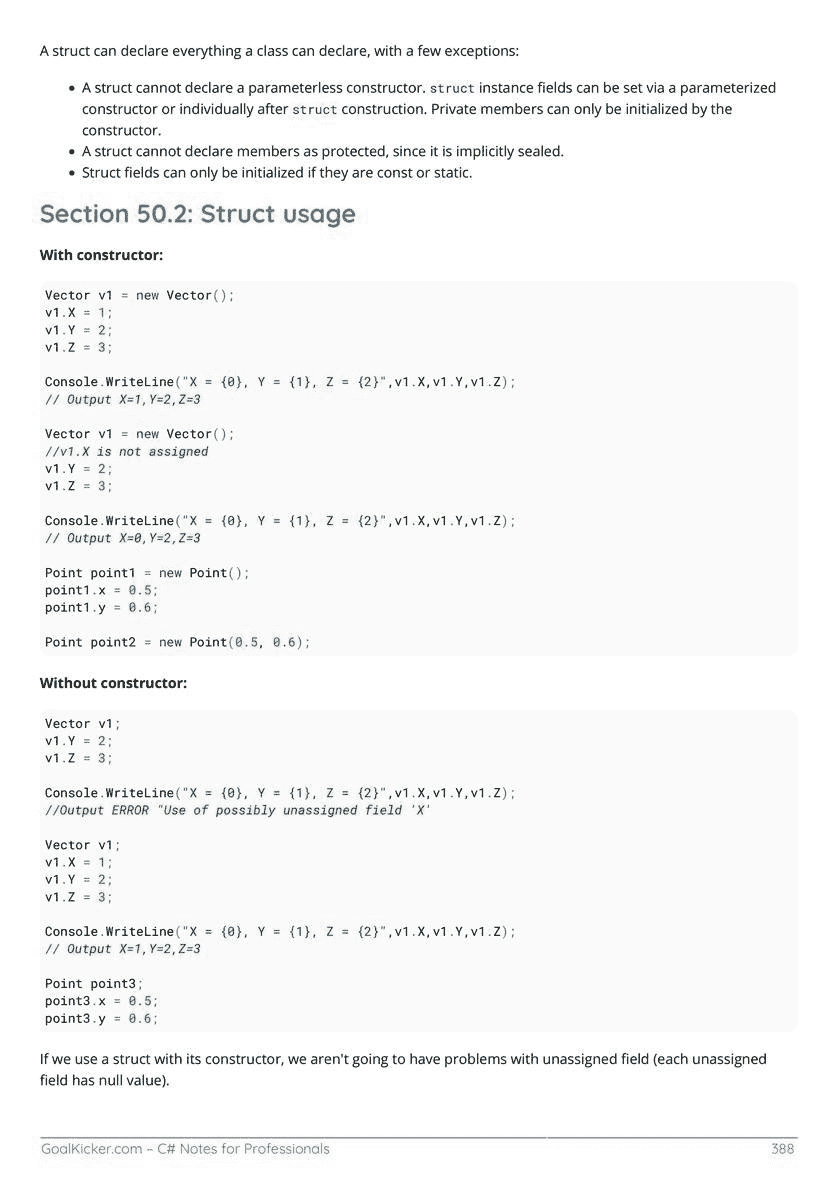 A struct can declare everything a class can declare, with a few exceptions:
• A struct cannot declare a parameterless constructor. struct instance fields can be set via a parameterized
constructor or individually after struct construction. Private members can only be initialized by the
constructor.
• A struct cannot declare members as protected, since it is implicitly sealed.
• Struct fields can only be initialized if they are const or static.
Section 50.2: Struct usage
With constructor:
Vector v1 = new Vector();
v1.X = 1;
v1.Y = 2;
v1.Z = 3;
Console.WriteLine("X = {0}, Y = {1}, Z = {2}",v1.X,v1.Y,v1.Z);
// Output X=1,Y=2,Z=3
Vector v1 = new Vector();
//v1.X is not assigned
v1.Y = 2;
v1.Z = 3;
Console.WriteLine("X = {0}, Y = {1}, Z = {2}",v1.X,v1.Y,v1.Z);
// Output X=0,Y=2,Z=3
Point point1 = new Point();
point1.x = 0.5;
point1.y = 0.6;
Point point2 = new Point(0.5, 0.6);
Without constructor:
Vector v1;
v1.Y = 2;
v1.Z = 3;
Console.WriteLine("X = {0}, Y = {1}, Z = {2}",v1.X,v1.Y,v1.Z);
//Output ERROR "Use of possibly unassigned field 'X'
Vector v1;
v1.X = 1;
v1.Y = 2;
v1.Z = 3;
Console.WriteLine("X = {0}, Y = {1}, Z = {2}",v1.X,v1.Y,v1.Z);
// Output X=1,Y=2,Z=3
Point point3;
point3.x = 0.5;
point3.y = 0.6;
If we use a struct with its constructor, we aren't going to have problems with unassigned field (each unassigned
field has null value).
GoalKicker.com – C# Notes for Professionals 388